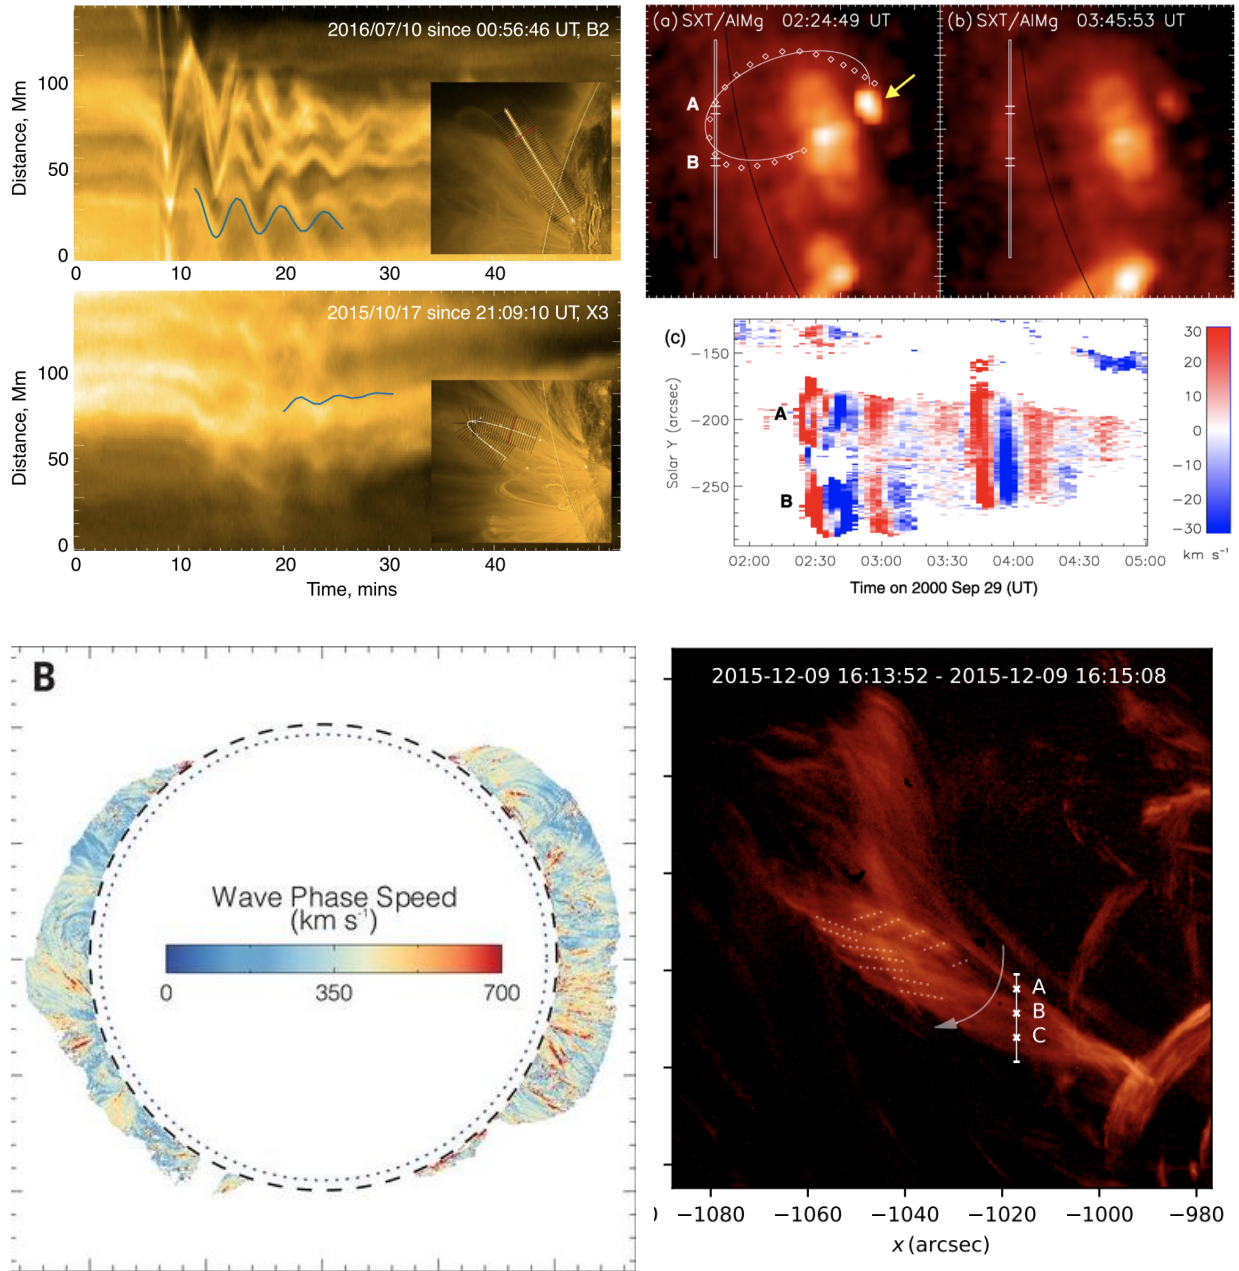 2016/07/10 since 00:56:46 UT, B2
Distance, Mm
100
50
0
0 10 20 30 40
2015/10/17 since 21:09:10 UT, X3
Distance, Mm
100
50
0
0 10 20 30 40
Time, mins
(a) SXT/AlMg 02:24:49 UT
A
B
(b) SXT/AlMg 03:45:53 UT
(c)
Solar Y (arcsec)
−150
−200
−250
A
B
02:00 02:30 03:00 03:30 04:00 04:30 05:00
Time on 2000 Sep 29 (UT)
30
20
10
0
−10
−20
−30
km s⁻¹
B
Wave Phase Speed
(km s⁻¹)
0 350 700
2015-12-09 16:13:52 - 2015-12-09 16:15:08
A
B
C
−1080 −1060 −1040 −1020 −1000 −980
x (arcsec)